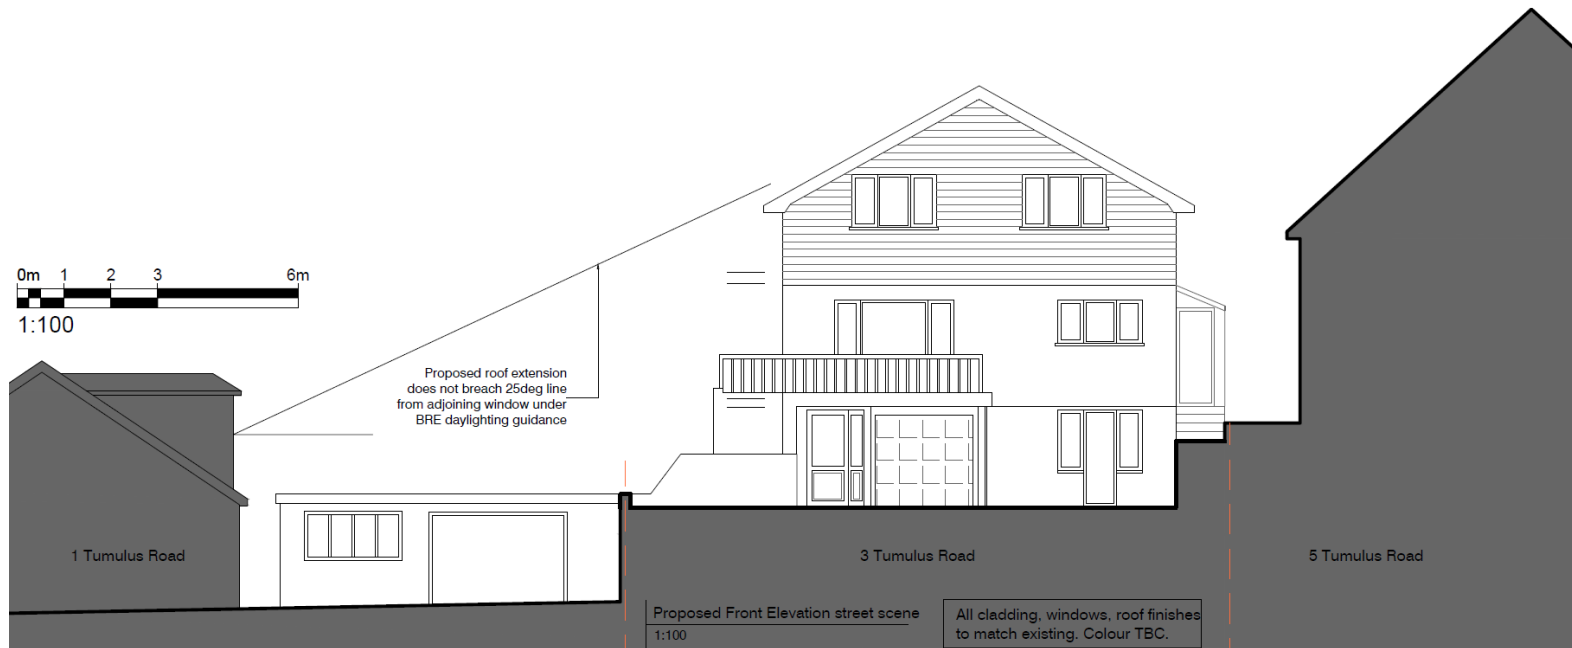 0m 1 2 3 6m
1:100
Proposed roof extension
does not breach 25deg line
from adjoining window under
BRE daylighting guidance
1 Tumulus Road
3 Tumulus Road
5 Tumulus Road
Proposed Front Elevation street scene
1:100
All cladding, windows, roof finishes
to match existing. Colour TBC.